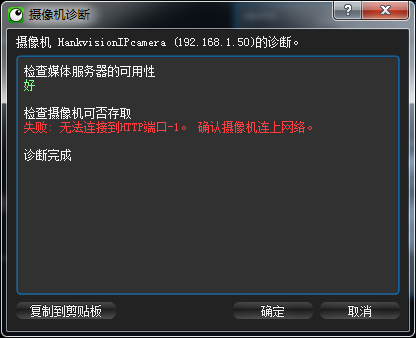 摄像机诊断
摄像机 HankvisionIPcamera (192.168.1.50)的诊断。
检查媒体服务器的可用性
好
检查摄像机可否存取
失败: 无法连接到HTTP端口-1。 确认摄像机连上网络。
诊断完成
复制到剪贴板
确定
取消